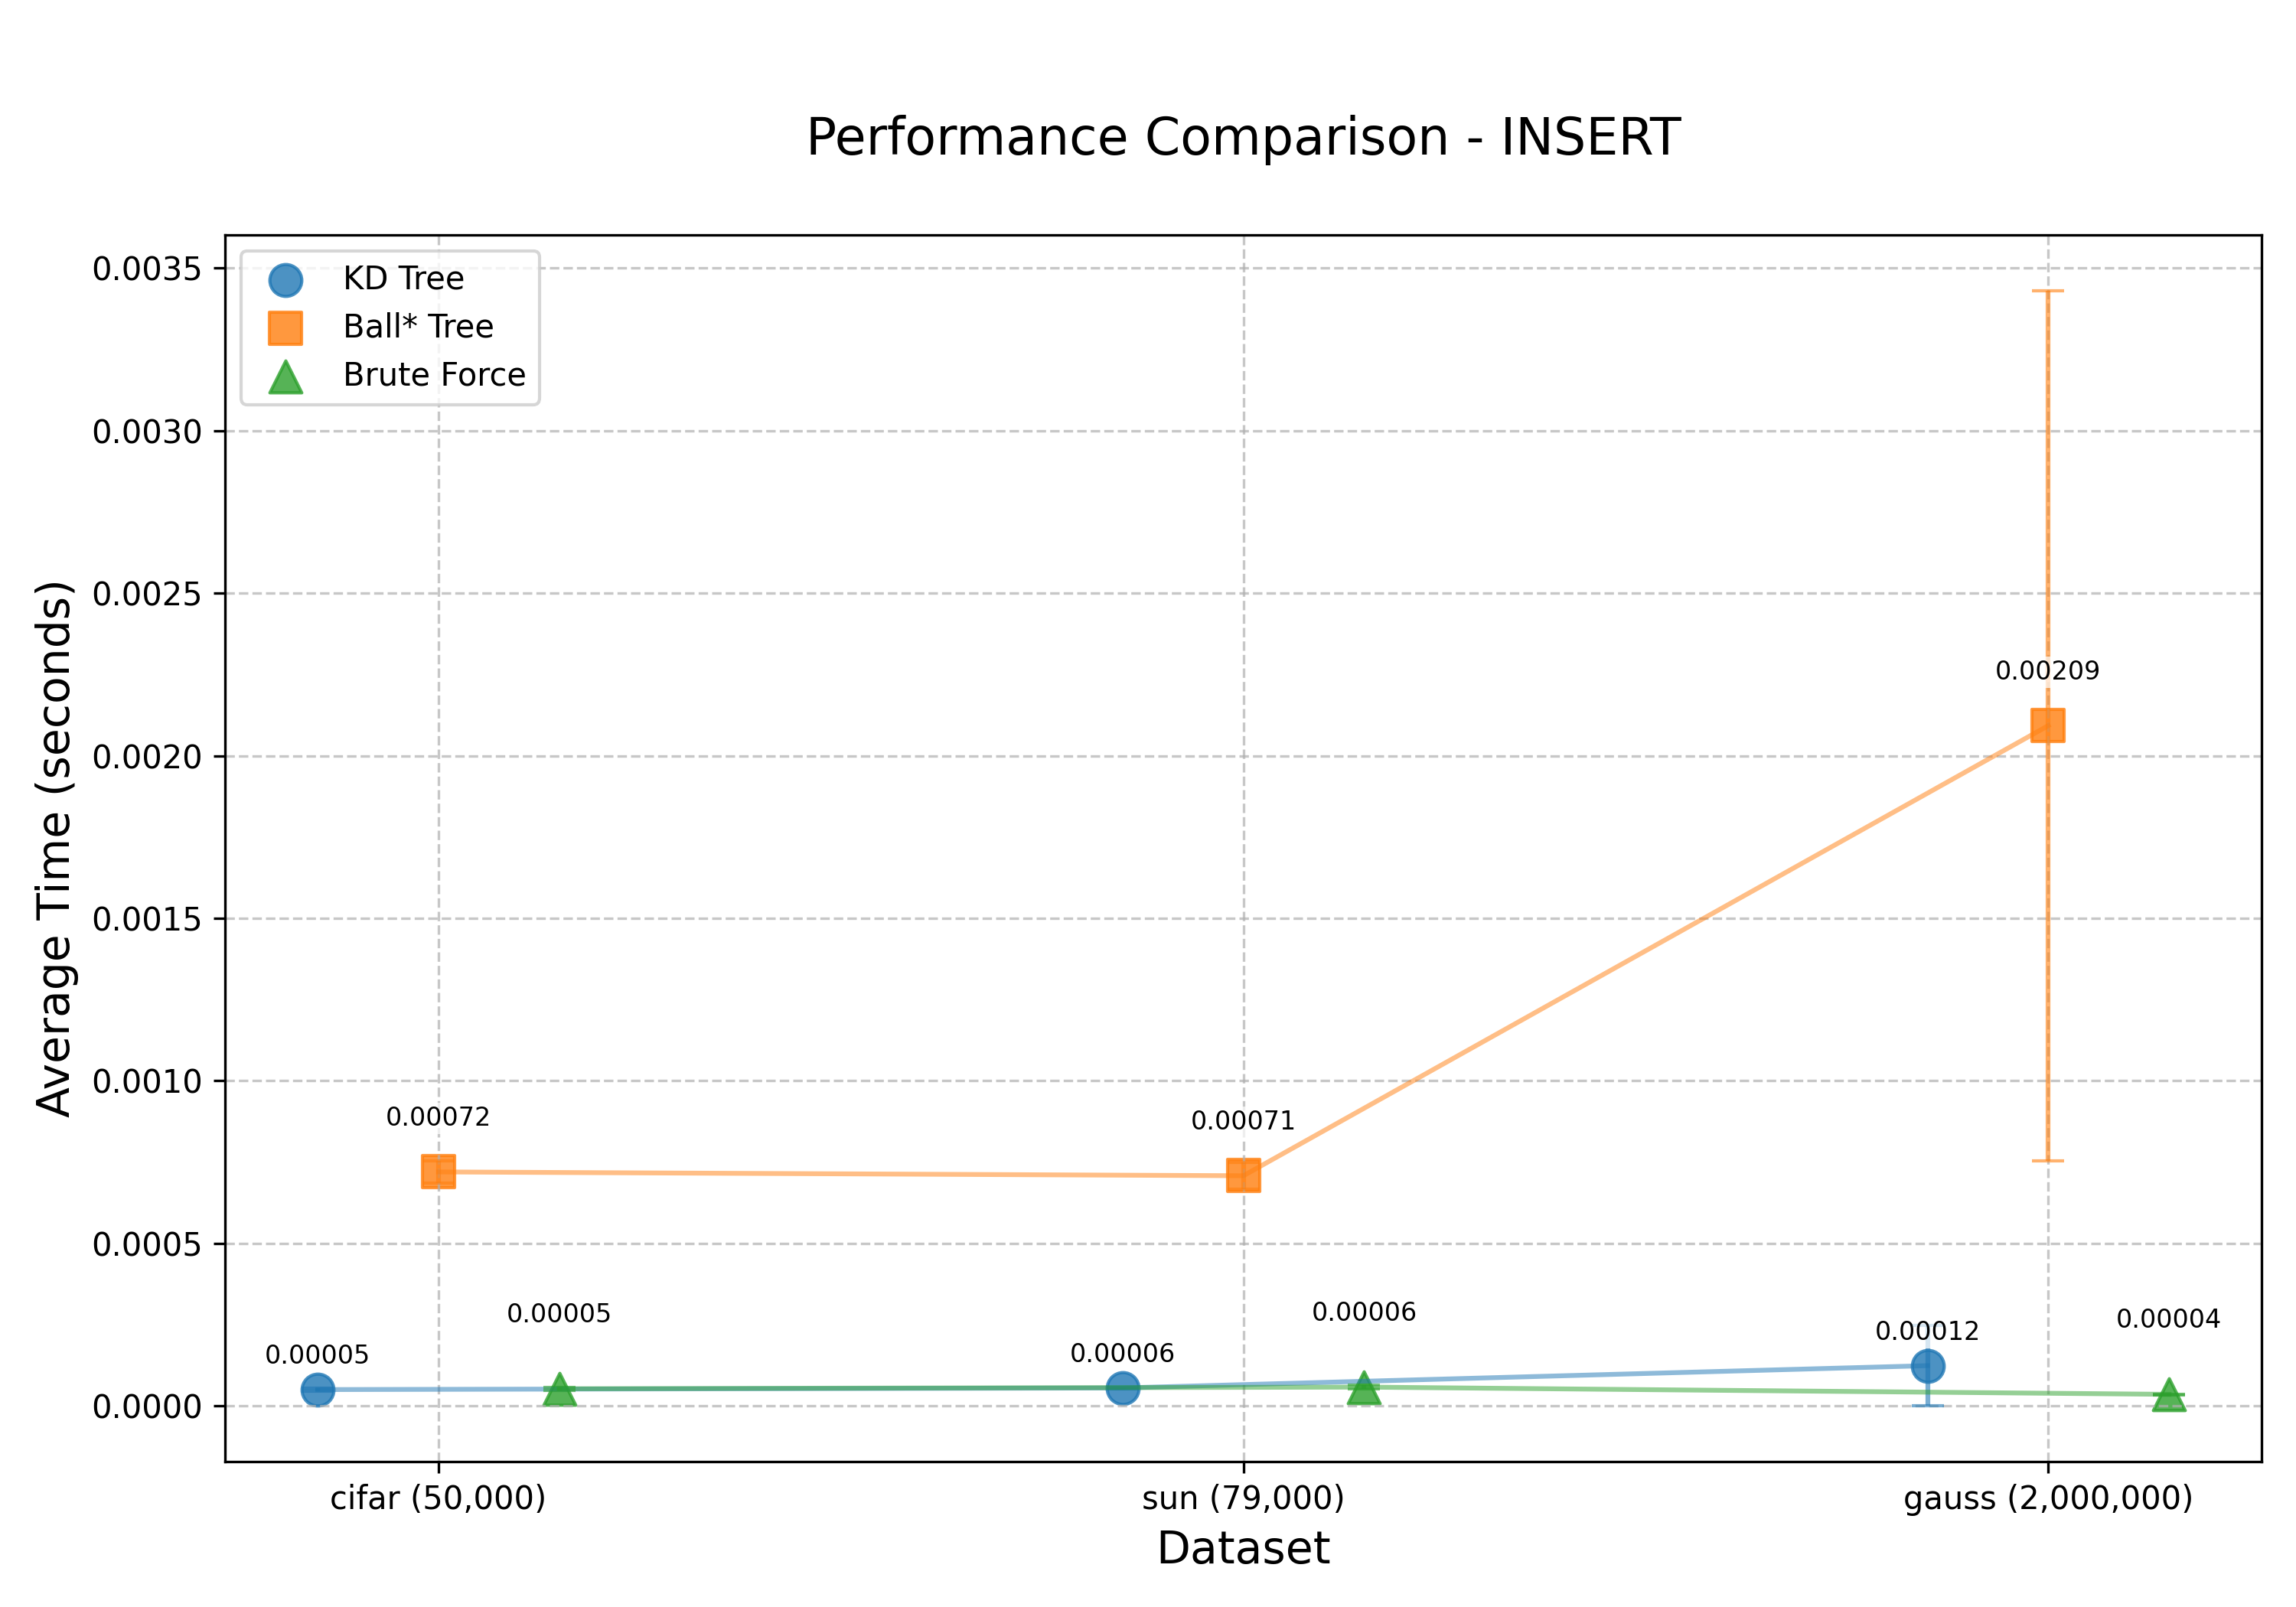 Performance Comparison - INSERT
KD Tree
Ball* Tree
Brute Force
Average Time (seconds)
0.0035
0.0030
0.0025
0.0020
0.0015
0.0010
0.0005
0.0000
0.00209
0.00072
0.00071
0.00005
0.00005
0.00006
0.00006
0.00012
0.00004
cifar (50,000)
sun (79,000)
gauss (2,000,000)
Dataset